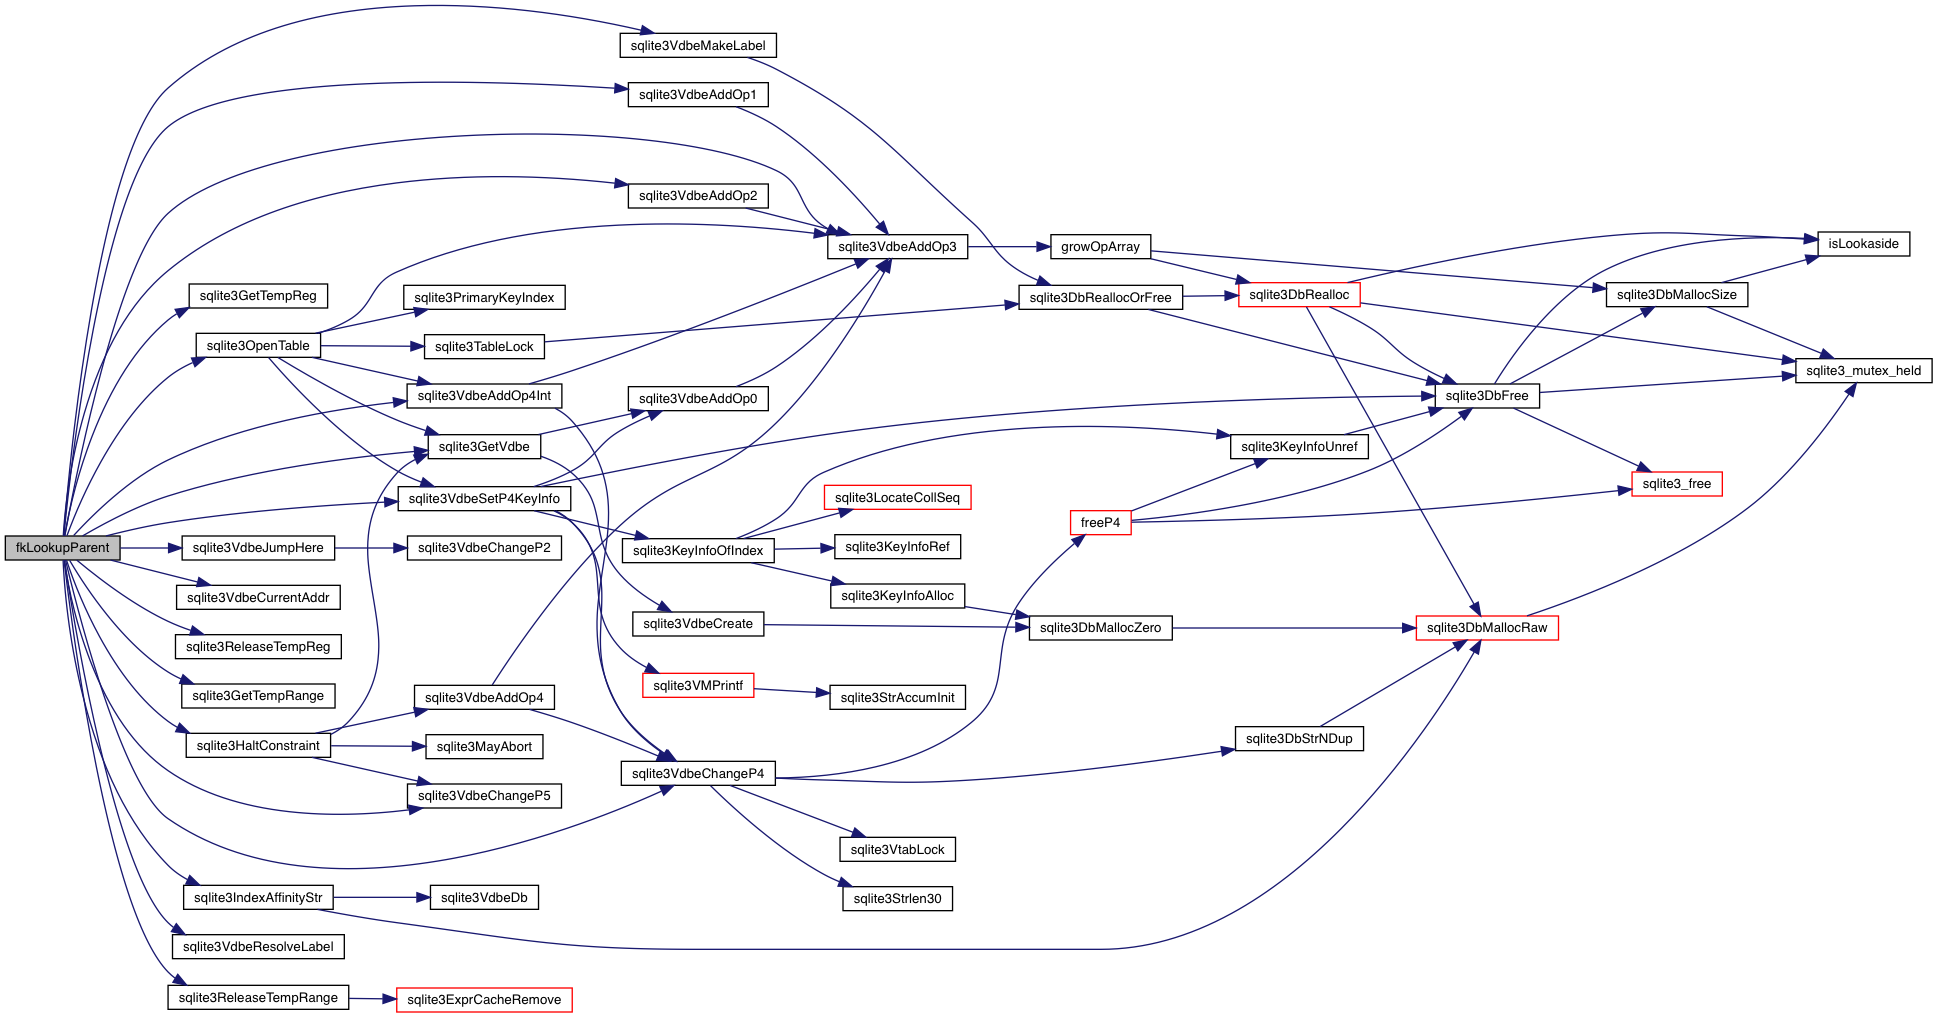 fkLookupParent
sqlite3VdbeMakeLabel
sqlite3VdbeAddOp1
sqlite3VdbeAddOp2
sqlite3VdbeAddOp3
growOpArray
isLookaside
sqlite3GetTempReg
sqlite3PrimaryKeyIndex
sqlite3DbReallocOrFree
sqlite3DbRealloc
sqlite3DbMallocSize
sqlite3OpenTable
sqlite3TableLock
sqlite3_mutex_held
sqlite3VdbeAddOp4Int
sqlite3VdbeAddOp0
sqlite3DbFree
sqlite3GetVdbe
sqlite3KeyInfoUnref
sqlite3_free
sqlite3VdbeSetP4KeyInfo
sqlite3LocateCollSeq
freeP4
sqlite3VdbeJumpHere
sqlite3VdbeChangeP2
sqlite3KeyInfoOfIndex
sqlite3KeyInfoRef
sqlite3VdbeCurrentAddr
sqlite3KeyInfoAlloc
sqlite3VdbeCreate
sqlite3DbMallocZero
sqlite3DbMallocRaw
sqlite3ReleaseTempReg
sqlite3GetTempRange
sqlite3VdbeAddOp4
sqlite3VMPrintf
sqlite3StrAccumInit
sqlite3HaltConstraint
sqlite3MayAbort
sqlite3DbStrNDup
sqlite3VdbeChangeP4
sqlite3VdbeChangeP5
sqlite3VtabLock
sqlite3IndexAffinityStr
sqlite3VdbeDb
sqlite3Strlen30
sqlite3VdbeResolveLabel
sqlite3ReleaseTempRange
sqlite3ExprCacheRemove